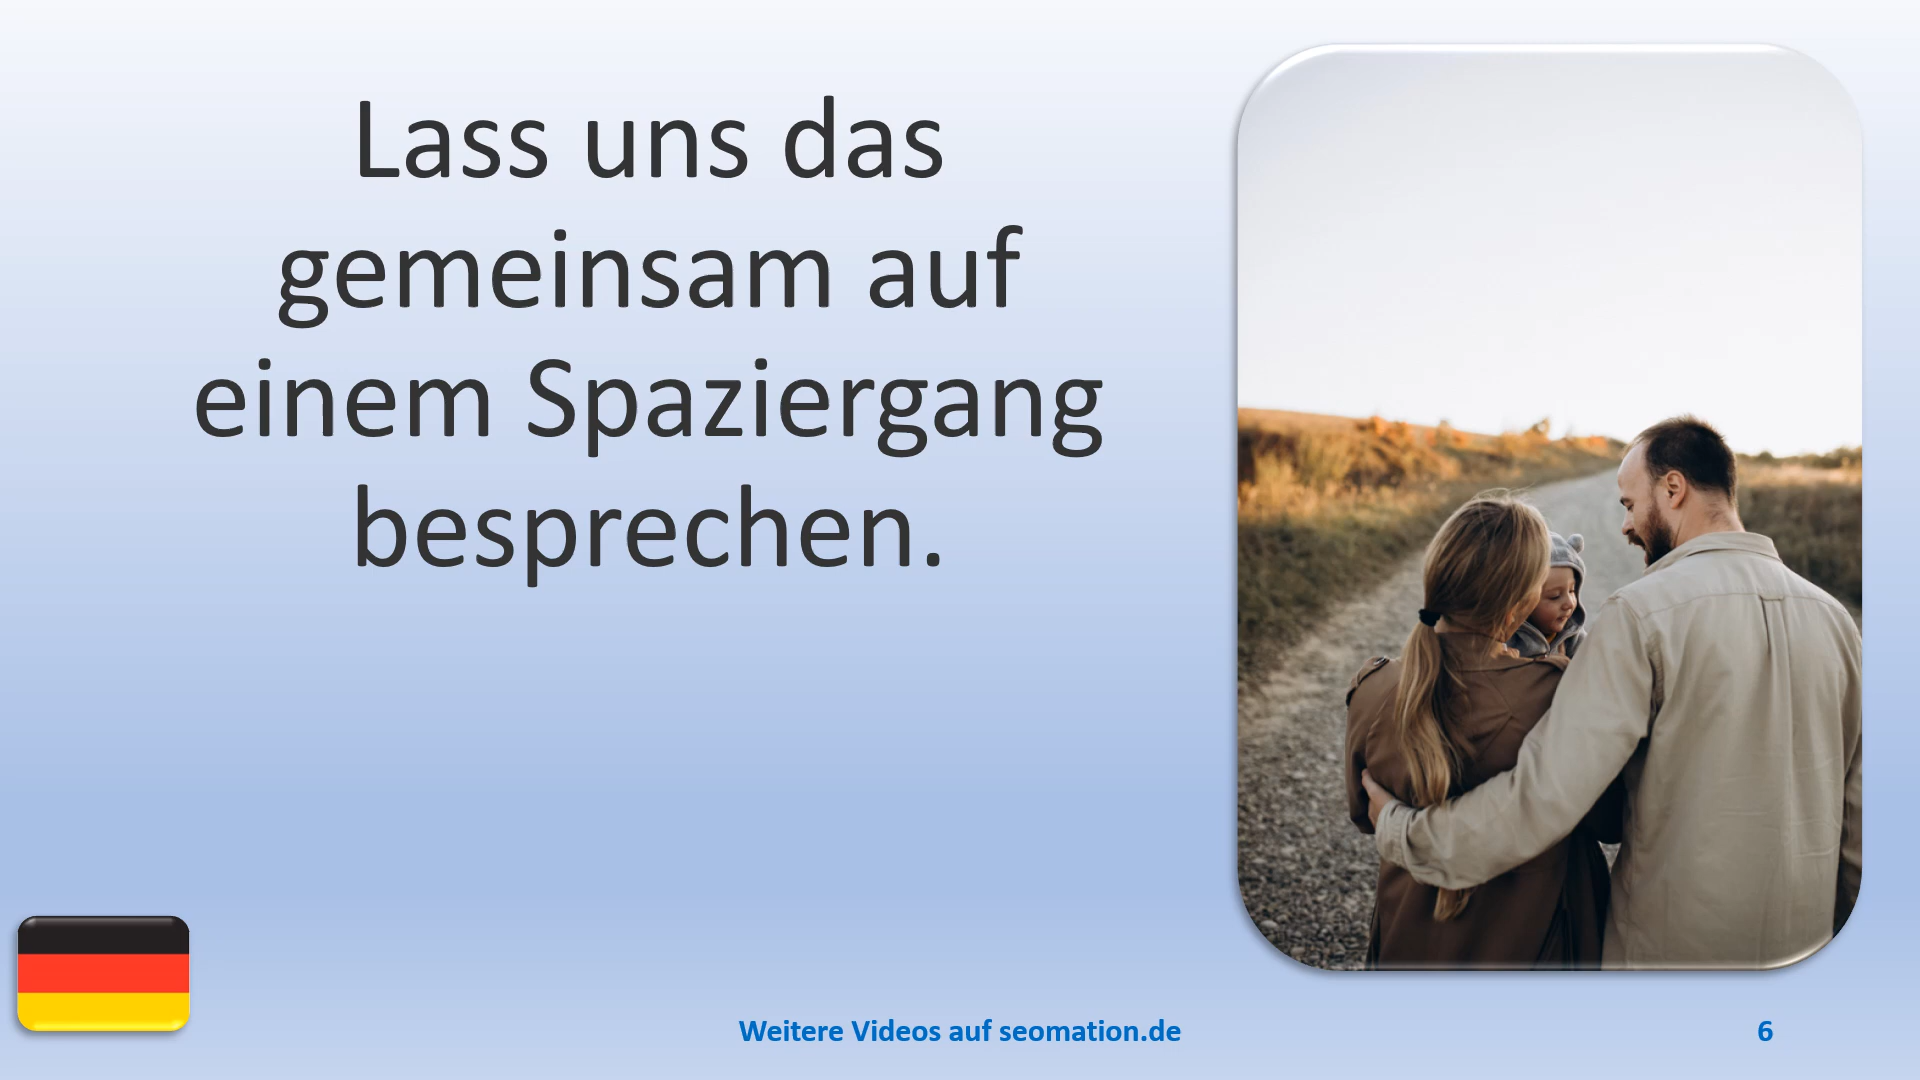 Lass uns das
gemeinsam auf
einem Spaziergang
besprechen.
Weitere Videos auf seomation.de
6